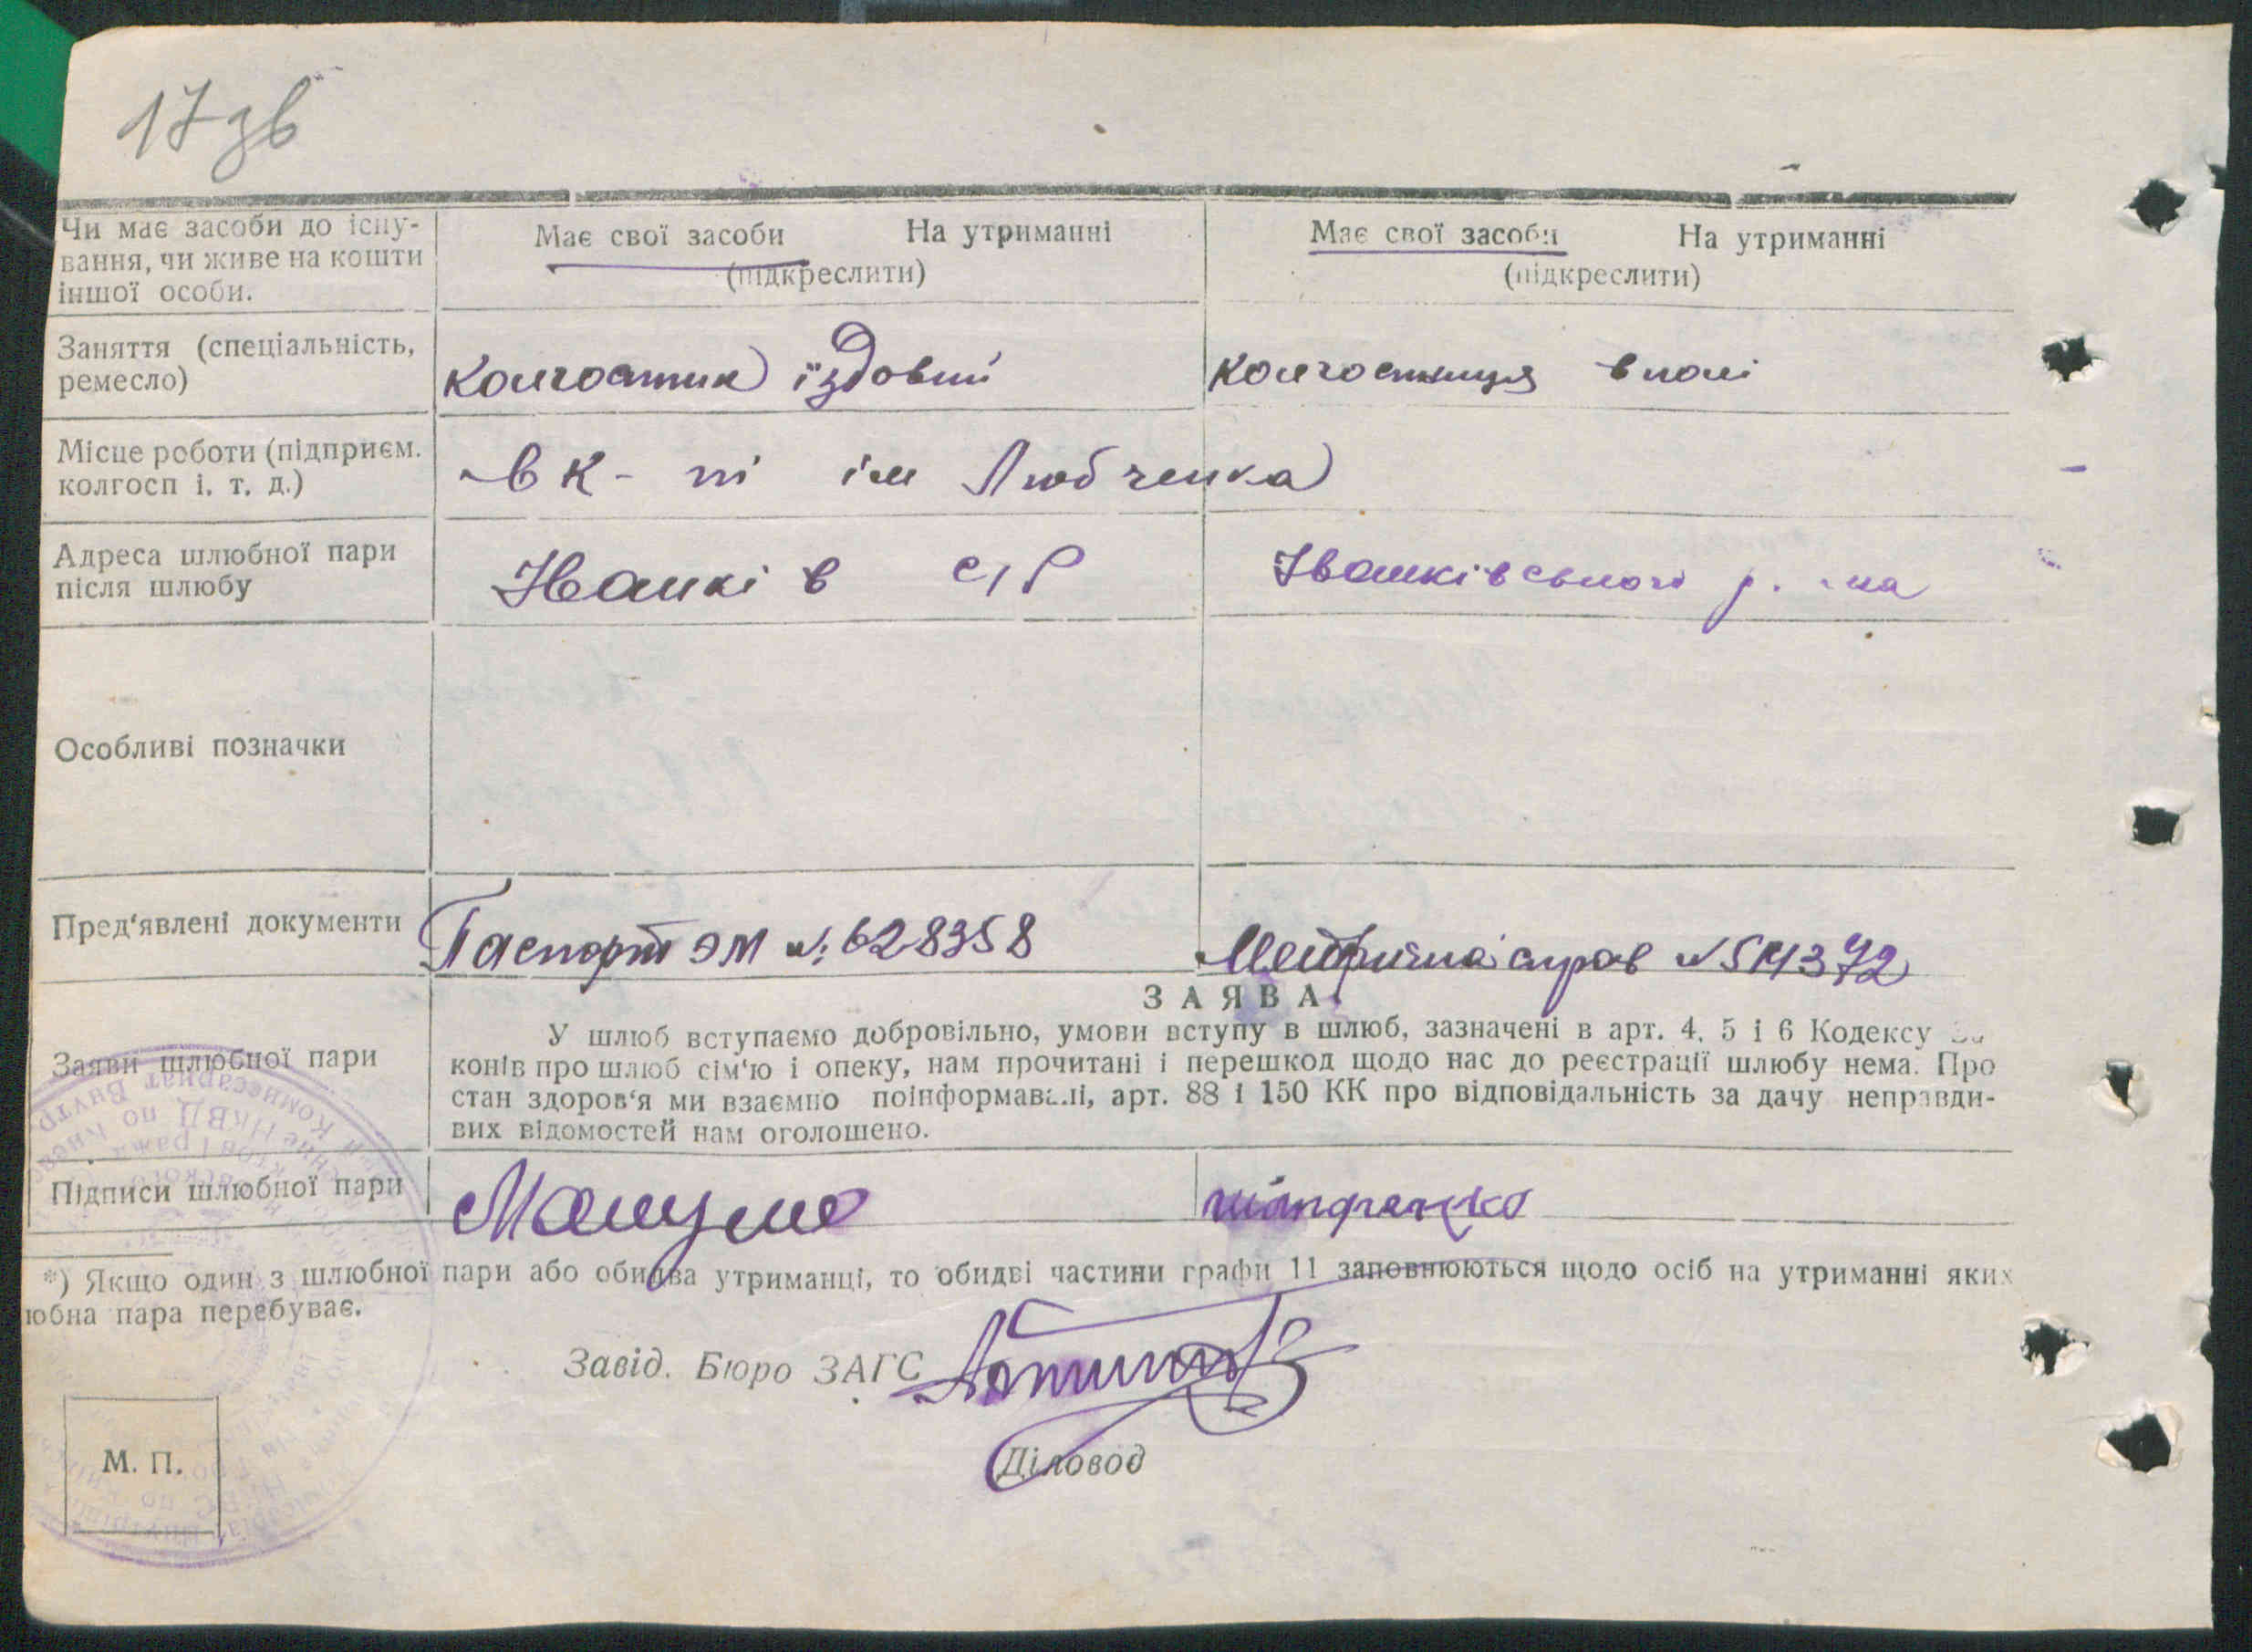 17 зв
Чи має засоби до існу-
вання, чи живе на кошти
іншої особи.
Має свої засоби На утриманні
(підкреслити)
Має свої засоби На утриманні
(підкреслити)
Заняття (спеціальність,
ремесло)
колгоспник їздовий
колгоспниця в полі
Місце роботи (підприєм.
колгосп і, т, д.)
в к-пі ім Любченка
Адреса шлюбної пари
після шлюбу
Іванків с/Р
Іванківського р.-на
Особливі позначки
Пред'явлені документи
Паспорт ЭМ № 628358
Метрична справ №514372
Заяви шлюбної пари
ЗАЯВА
У шлюб вступаємо добровільно, умови вступу в шлюб, зазначені в арт. 4, 5 і 6 Кодексу За
конів про шлюб сім'ю і опеку, нам прочитані і перешкод щодо нас до реєстрації шлюбу нема. Про
стан здоров'я ми взаємно поінформавалі, арт. 88 і 150 КК про відповідальність за дачу неправди-
вих відомостей нам оголошено.
Підписи шлюбної пари
*) Якщо один з шлюбної пари або обидва утриманці, то обидві частини графи 11 заповнюються щодо осіб на утриманні яких
юбна пара перебуває.
Завід. Бюро ЗАГС
Діловод
М. П.